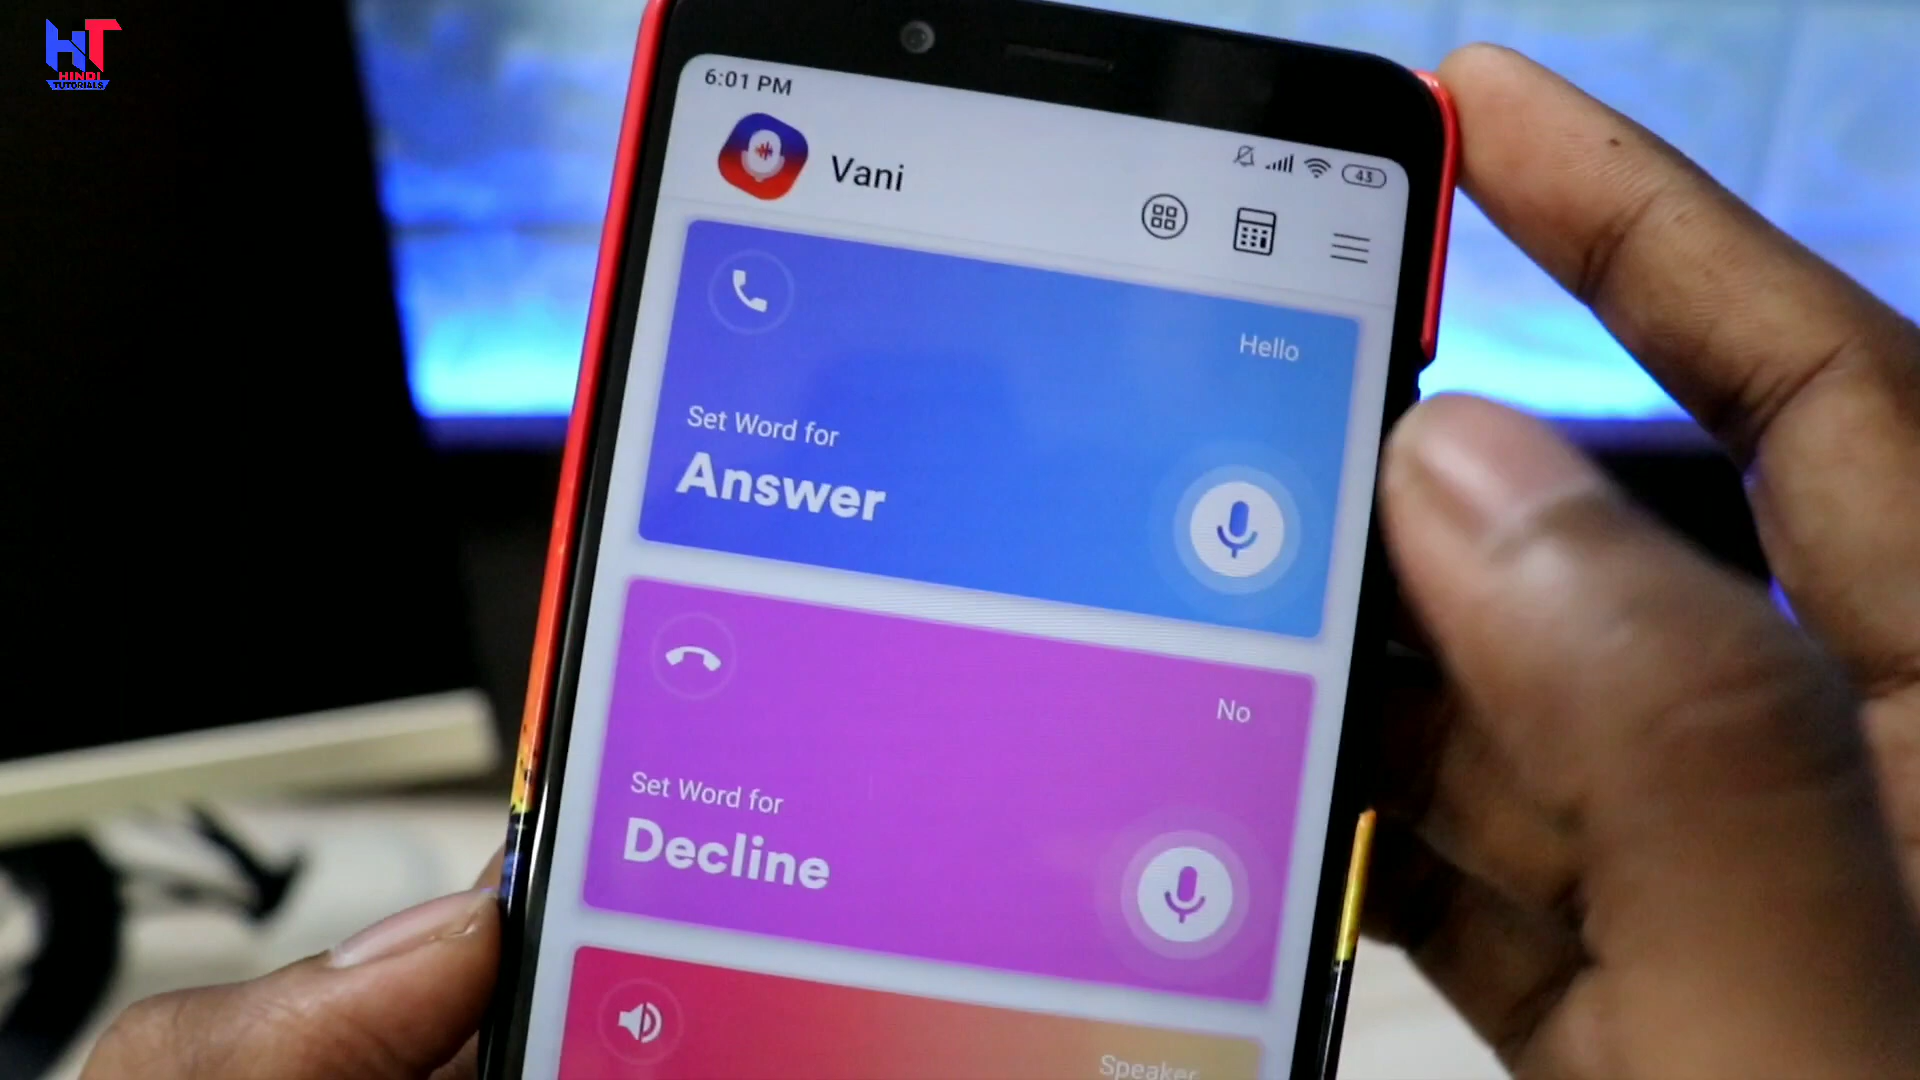 HT
HINDI
TUTORIALS
6:01 PM
43
Vani
Hello
Set Word for
Answer
No
Set Word for
Decline
Speaker